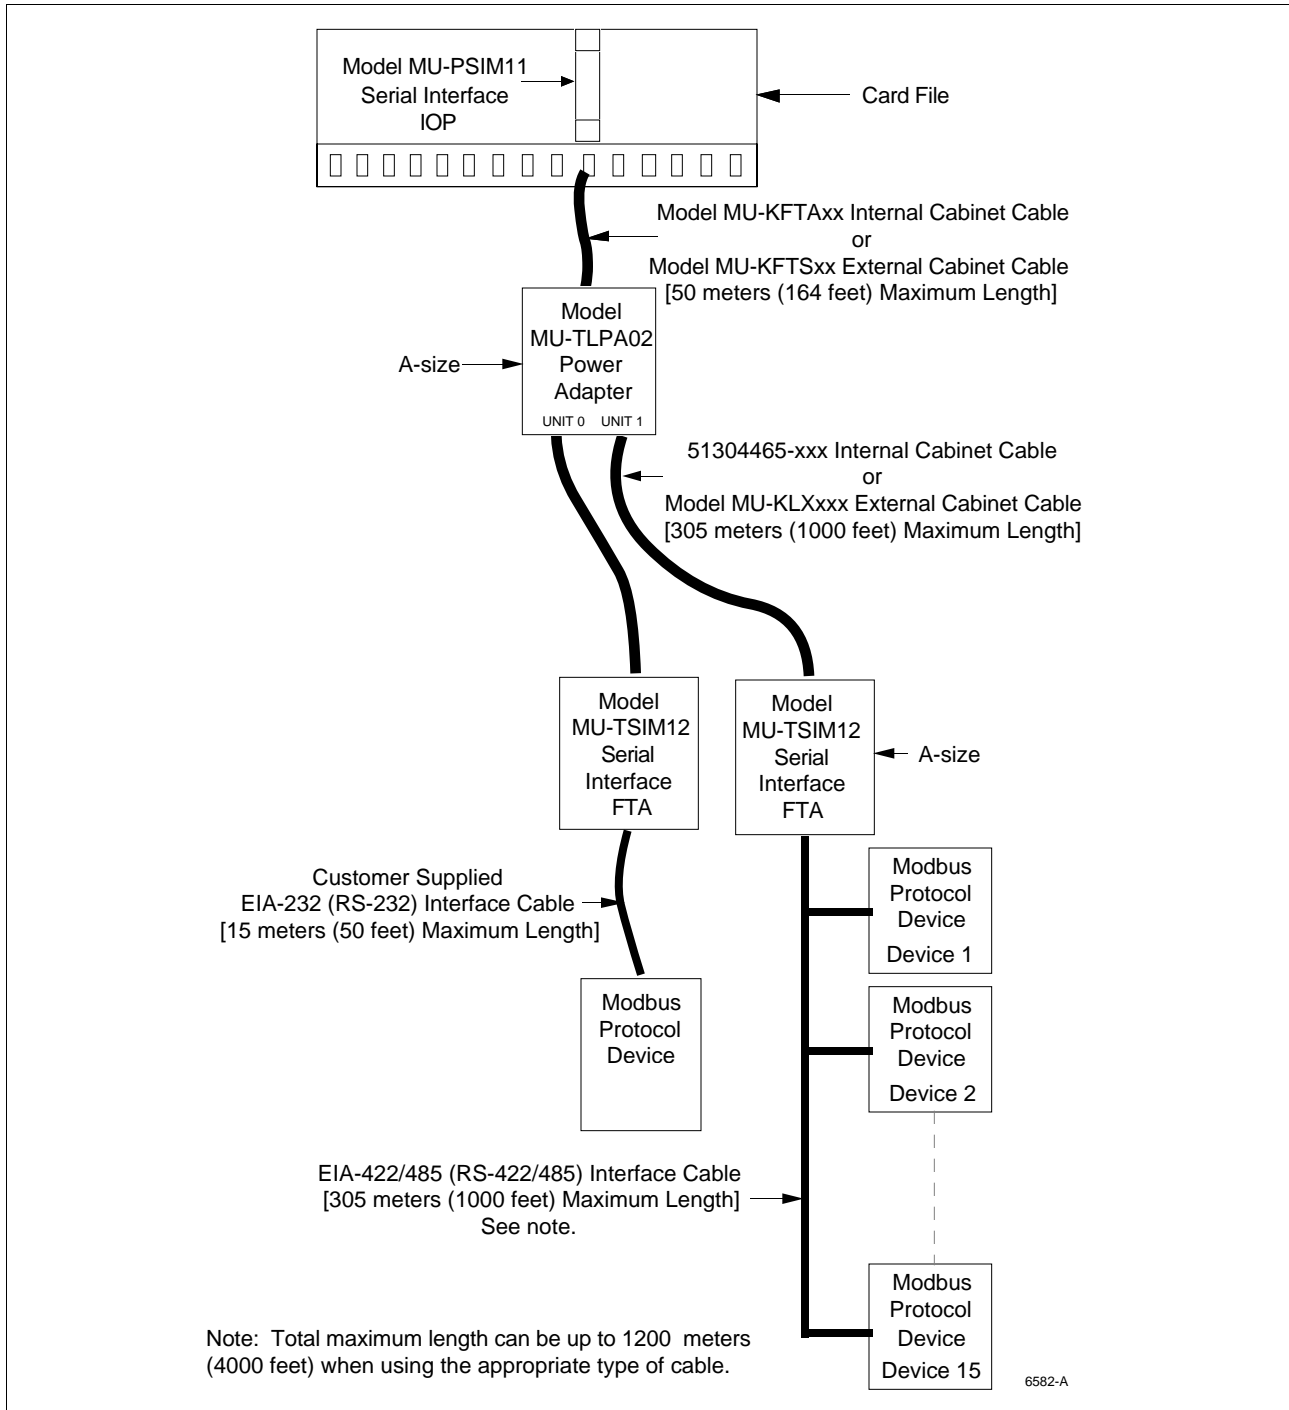 Model MU-PSIM11
Serial Interface
IOP
Card File
Model MU-KFTAxx Internal Cabinet Cable
or
Model MU-KFTSxx External Cabinet Cable
[50 meters (164 feet) Maximum Length]
Model
MU-TLPA02
Power
Adapter
A-size
UNIT 0 UNIT 1
51304465-xxx Internal Cabinet Cable
or
Model MU-KLXxxx External Cabinet Cable
[305 meters (1000 feet) Maximum Length]
Model
MU-TSIM12
Serial
Interface
FTA
Model
MU-TSIM12
Serial
Interface
FTA
A-size
Customer Supplied
EIA-232 (RS-232) Interface Cable
[15 meters (50 feet) Maximum Length]
Modbus
Protocol
Device
Device 1
Modbus
Protocol
Device
Modbus
Protocol
Device
Device 2
EIA-422/485 (RS-422/485) Interface Cable
[305 meters (1000 feet) Maximum Length]
See note.
Modbus
Protocol
Device
Device 15
Note: Total maximum length can be up to 1200 meters
(4000 feet) when using the appropriate type of cable.
6582-A